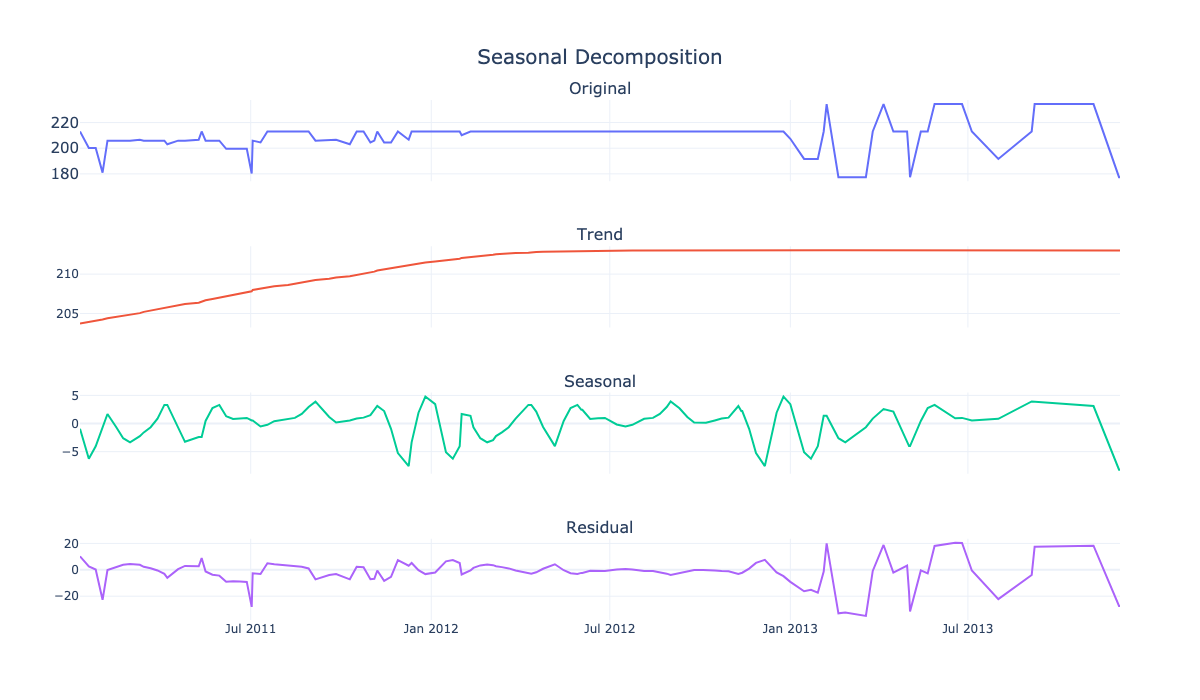 Seasonal Decomposition
Original
220
200
180
Trend
210
205
Seasonal
5
0
−5
Residual
20
0
−20
Jul 2011 Jan 2012 Jul 2012 Jan 2013 Jul 2013